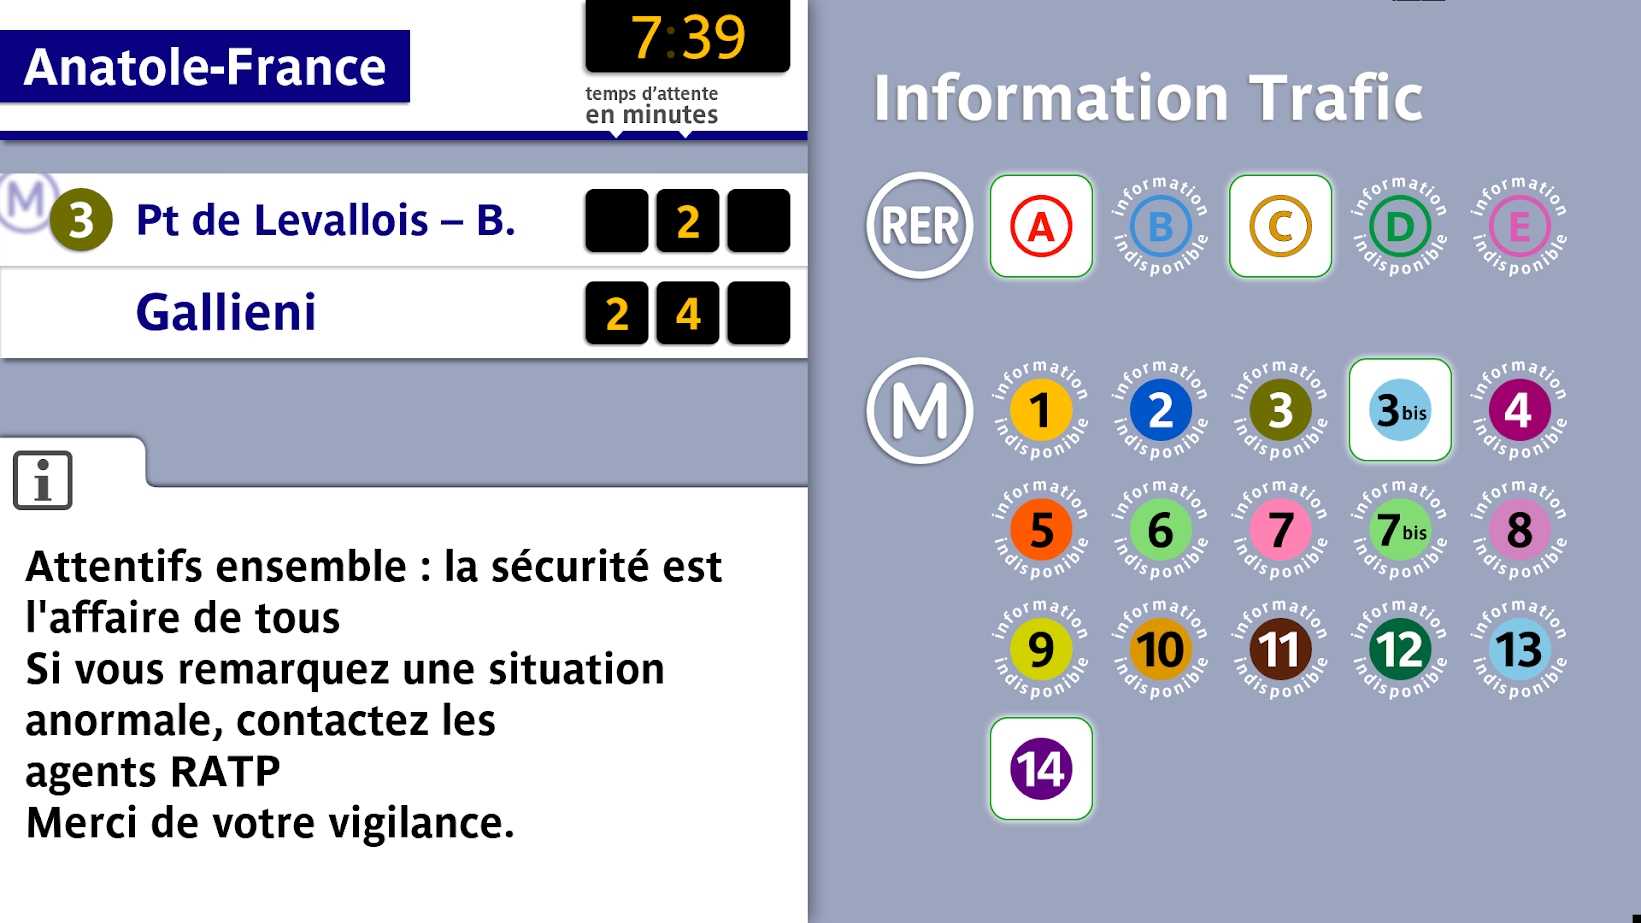 Anatole-France
7:39
temps d'attente
en minutes
M 3 Pt de Levallois – B. 2
Gallieni 2 4
i
Attentifs ensemble : la sécurité est
l'affaire de tous
Si vous remarquez une situation
anormale, contactez les
agents RATP
Merci de votre vigilance.
Information Trafic
RER
A
information B indisponible
C
information D indisponible
information E indisponible
M
information 1 indisponible
information 2 indisponible
information 3 indisponible
3bis
information 4 indisponible
information 5 indisponible
information 6 indisponible
information 7 indisponible
information 7bis indisponible
information 8 indisponible
information 9 indisponible
information 10 indisponible
information 11 indisponible
information 12 indisponible
information 13 indisponible
14